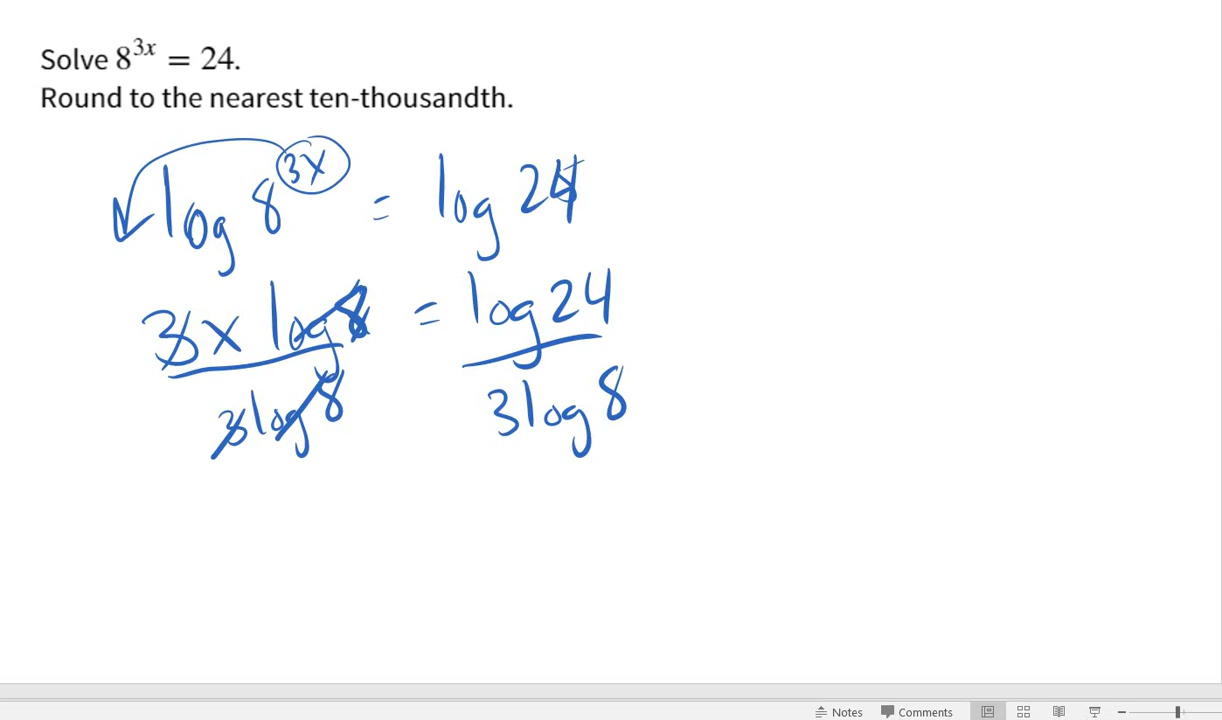 Solve 8^{3x} = 24.
Round to the nearest ten-thousandth.
log 8^{3x} = log 24
3x log 8 = log 24
3 log 8 3 log 8
Notes Comments